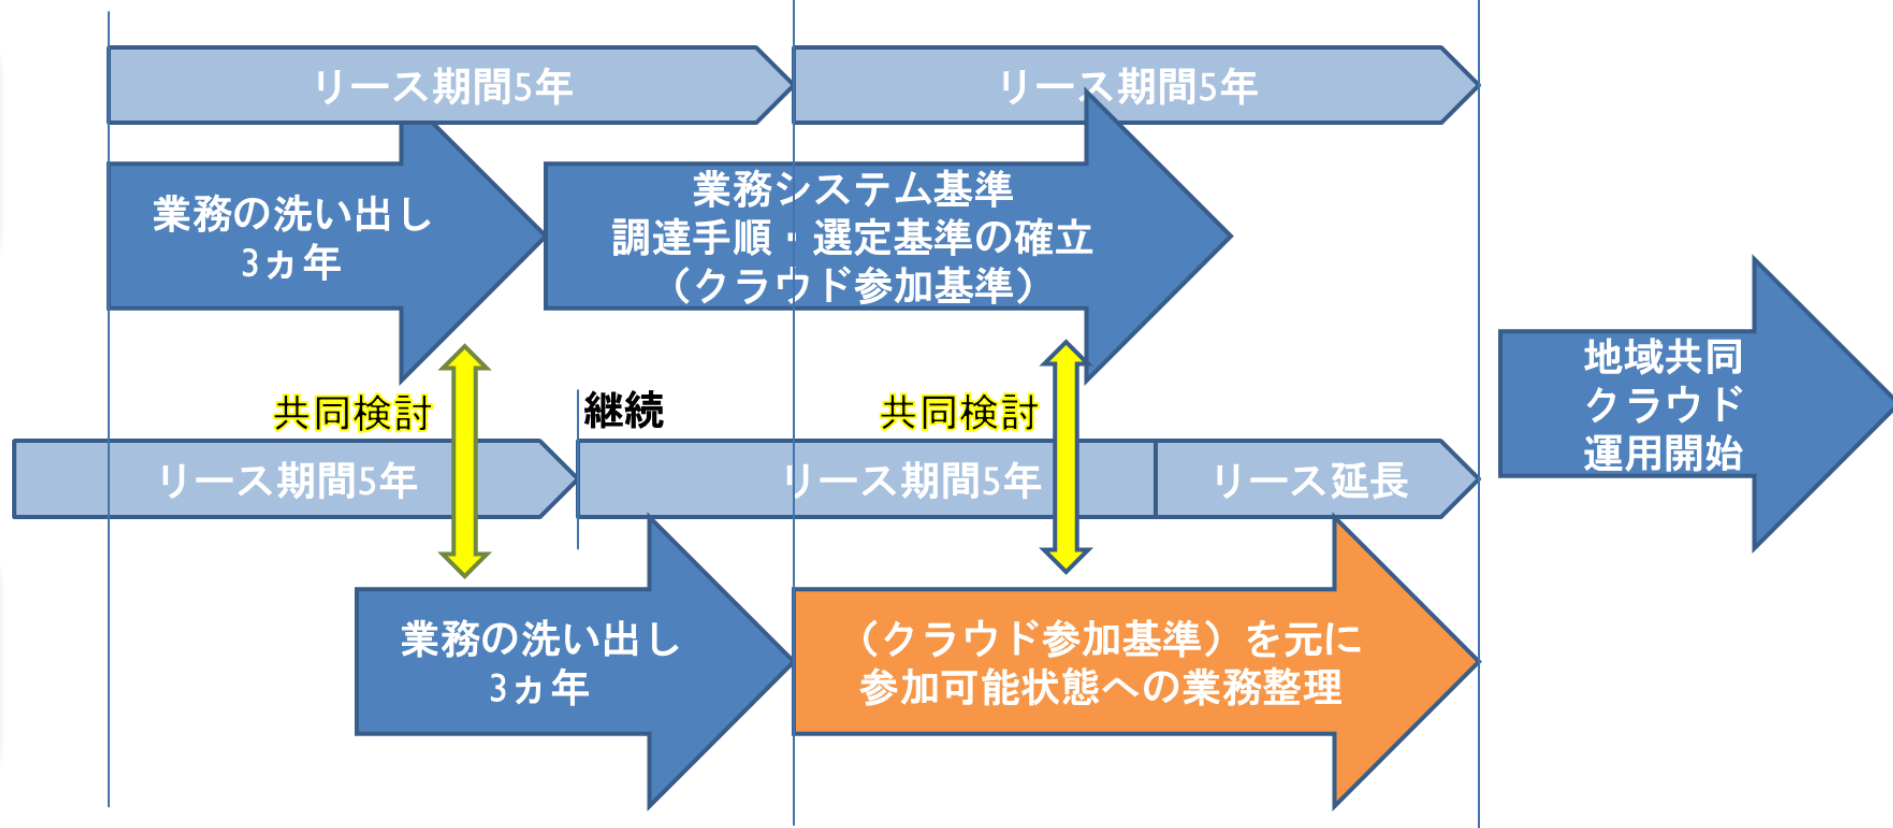 リース期間5年
リース期間5年
業務の洗い出し
3ヵ年
業務システム基準
調達手順・選定基準の確立
（クラウド参加基準）
地域共同
クラウド
運用開始
共同検討
継続
共同検討
リース期間5年
リース期間5年
リース延長
業務の洗い出し
3ヵ年
（クラウド参加基準）を元に
参加可能状態への業務整理